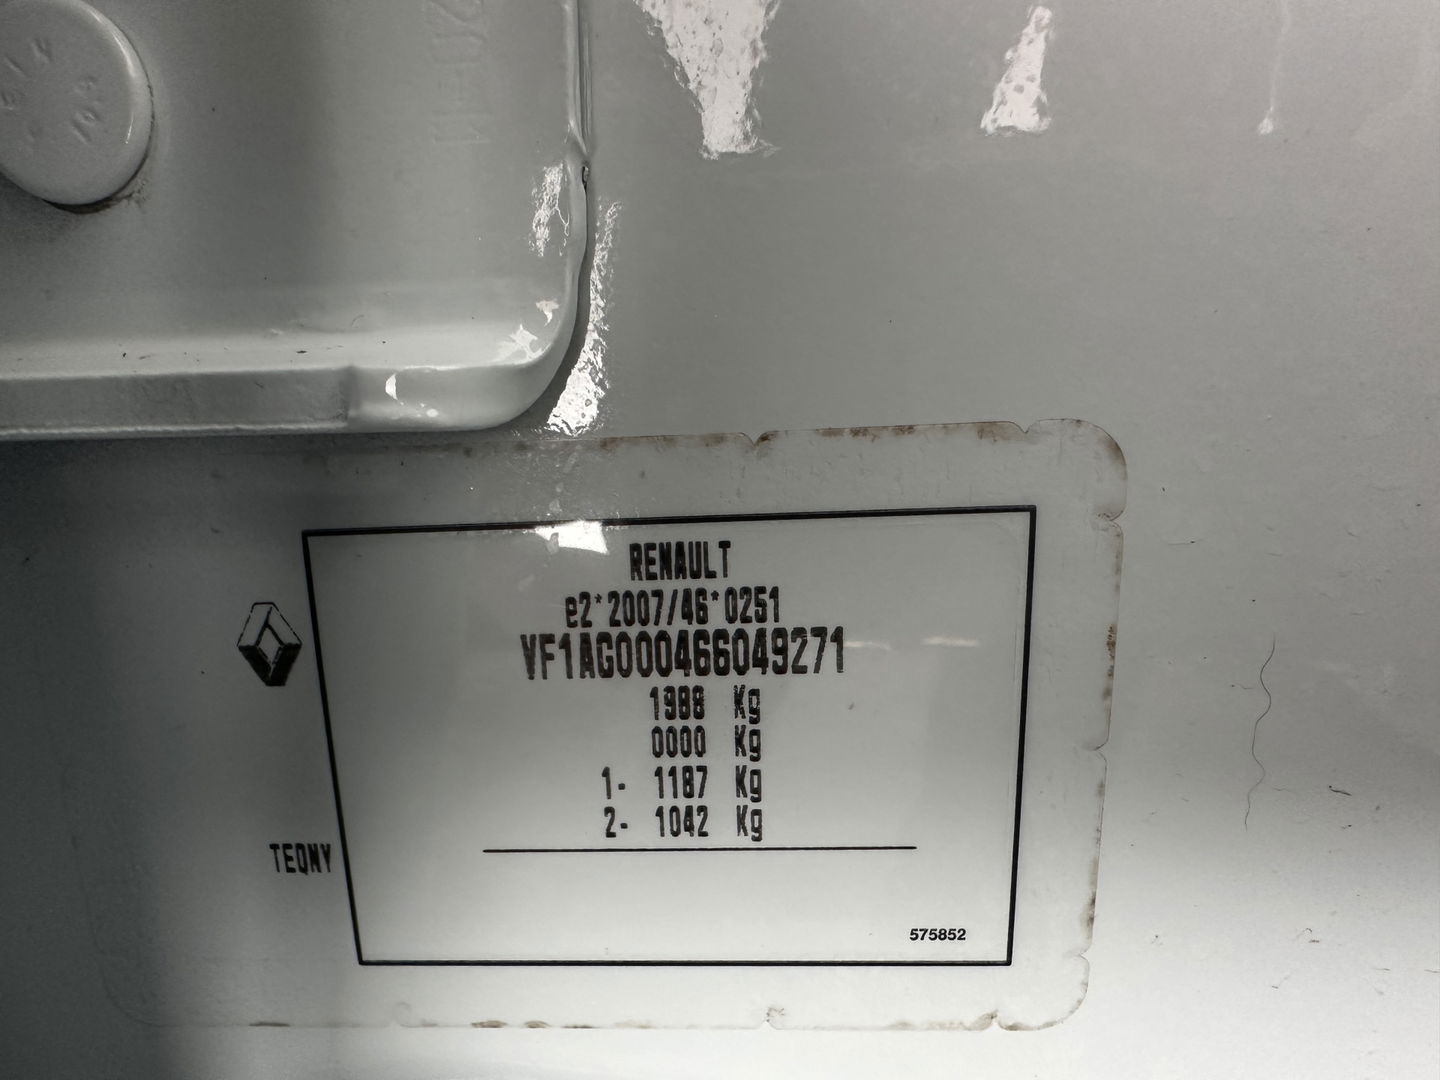 RENAULT
e2*2007/46*0251
VF1AG000466049271
1988 Kg
0000 Kg
1- 1187 Kg
2- 1042 Kg
TEQNY
575852